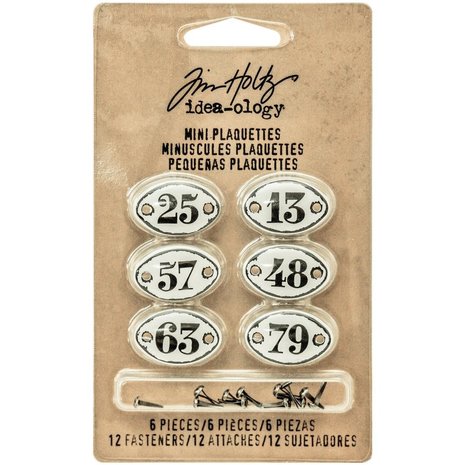 Tim Holtz
idea-ology
MINI PLAQUETTES
MINUSCULES PLAQUETTES
PEQUEÑAS PLAQUETTES
25 13
57 48
63 79
6 PIECES/6 PIÈCES/6 PIEZAS
12 FASTENERS/12 ATTACHES/12 SUJETADORES